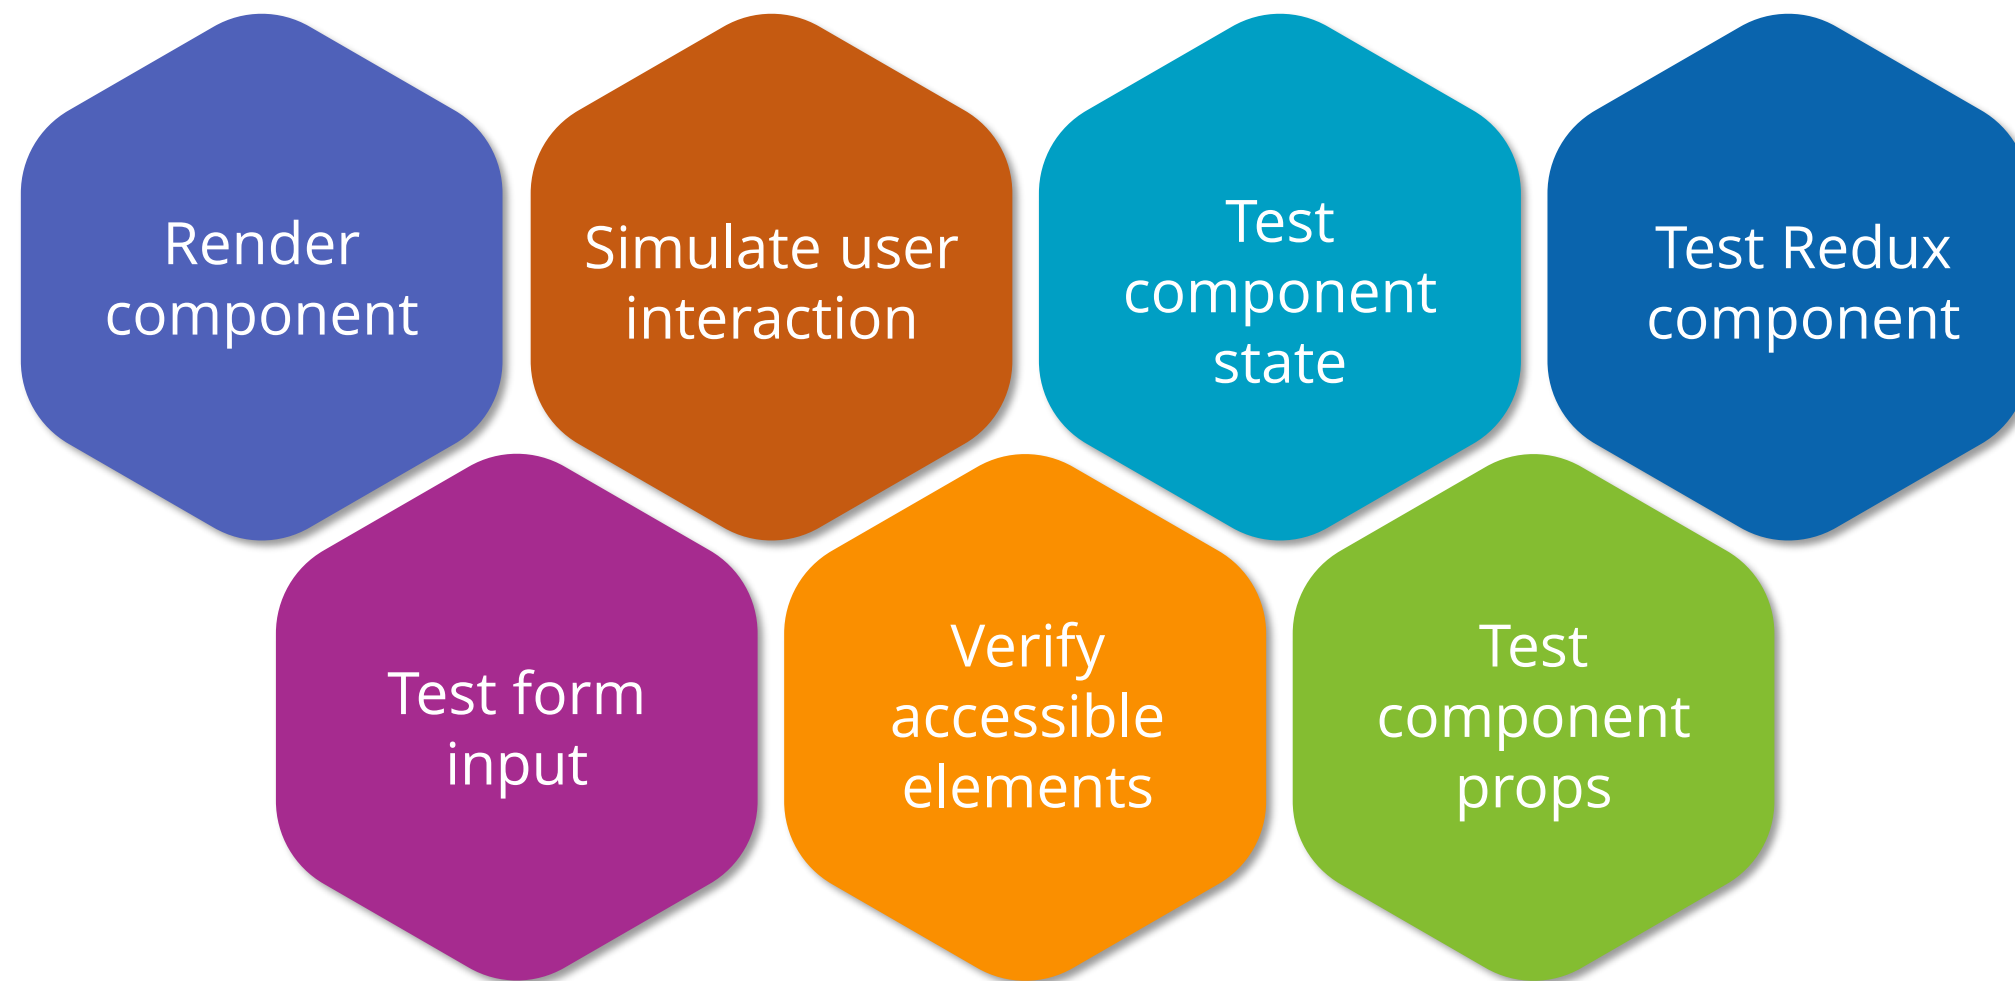 Render
component
Simulate user
interaction
Test
component
state
Test Redux
component
Test form
input
Verify
accessible
elements
Test
component
props